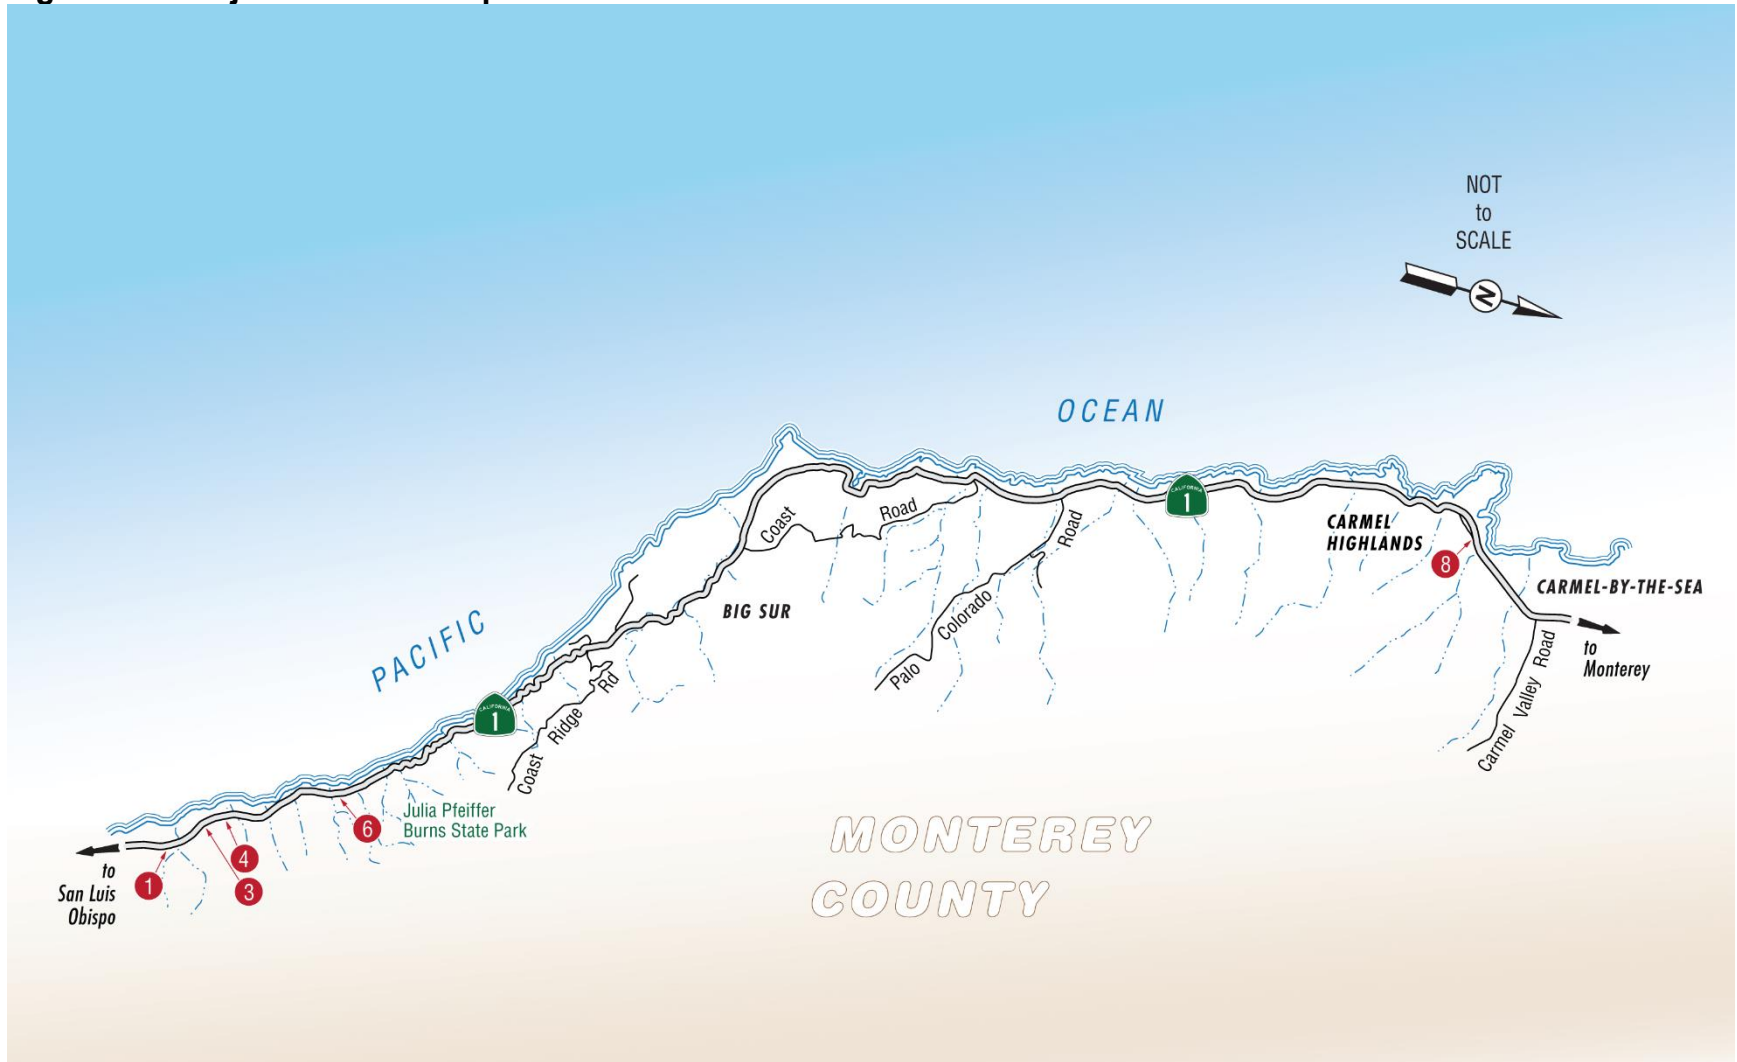 NOT
to
SCALE
N
OCEAN
PACIFIC
CALIFORNIA
1
CALIFORNIA
1
Coast
Road
Road
Colorado
Palo
CARMEL
HIGHLANDS
8
CARMEL-BY-THE-SEA
to
Monterey
Carmel Valley Road
BIG SUR
Coast Ridge Rd
Julia Pfeiffer
Burns State Park
6
4
3
1
to
San Luis
Obispo
MONTEREY
COUNTY